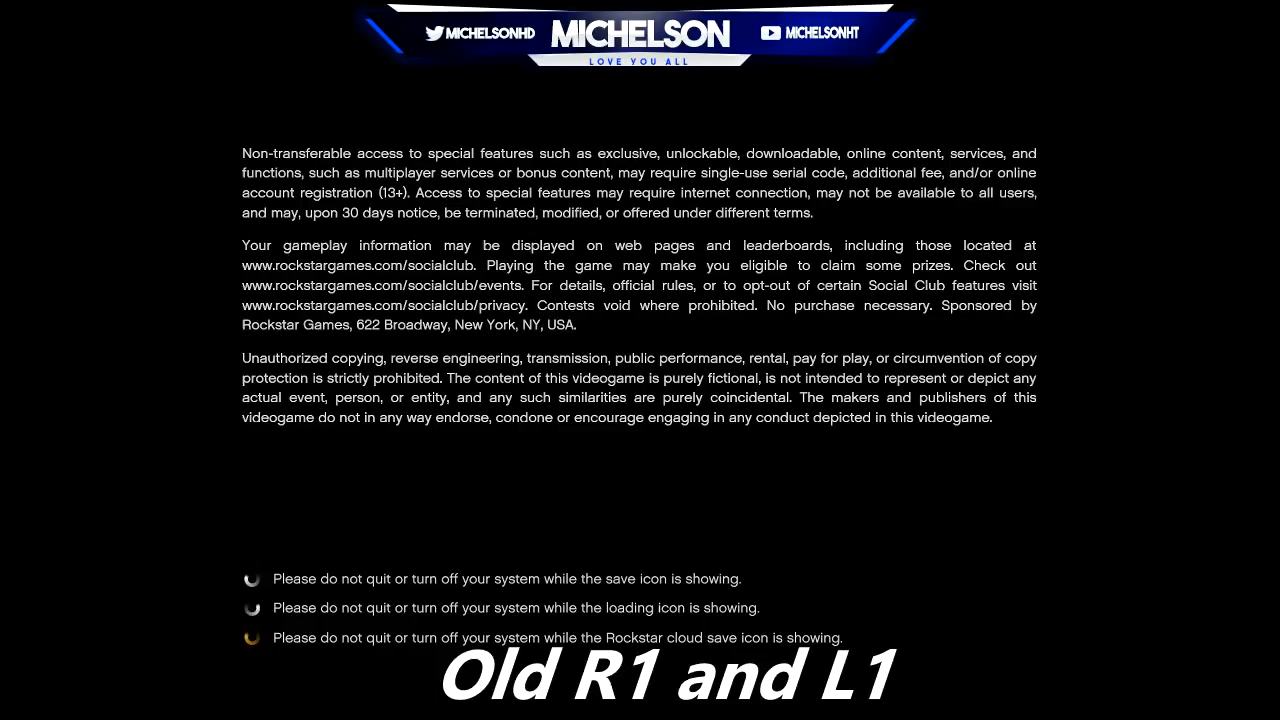 MICHELSONHD MICHELSON MICHELSONHT
LOVE YOU ALL
Non-transferable access to special features such as exclusive, unlockable, downloadable, online content, services, and
functions, such as multiplayer services or bonus content, may require single-use serial code, additional fee, and/or online
account registration (13+). Access to special features may require internet connection, may not be available to all users,
and may, upon 30 days notice, be terminated, modified, or offered under different terms.
Your gameplay information may be displayed on web pages and leaderboards, including those located at
www.rockstargames.com/socialclub. Playing the game may make you eligible to claim some prizes. Check out
www.rockstargames.com/socialclub/events. For details, official rules, or to opt-out of certain Social Club features visit
www.rockstargames.com/socialclub/privacy. Contests void where prohibited. No purchase necessary. Sponsored by
Rockstar Games, 622 Broadway, New York, NY, USA.
Unauthorized copying, reverse engineering, transmission, public performance, rental, pay for play, or circumvention of copy
protection is strictly prohibited. The content of this videogame is purely fictional, is not intended to represent or depict any
actual event, person, or entity, and any such similarities are purely coincidental. The makers and publishers of this
videogame do not in any way endorse, condone or encourage engaging in any conduct depicted in this videogame.
Please do not quit or turn off your system while the save icon is showing.
Please do not quit or turn off your system while the loading icon is showing.
Please do not quit or turn off your system while the Rockstar cloud save icon is showing.
Old R1 and L1